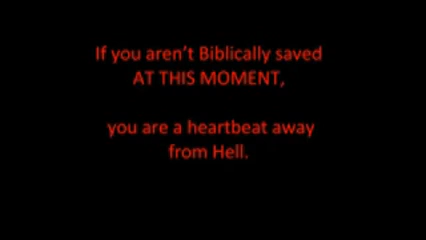 If you aren't Biblically saved
AT THIS MOMENT,
you are a heartbeat away
from Hell.